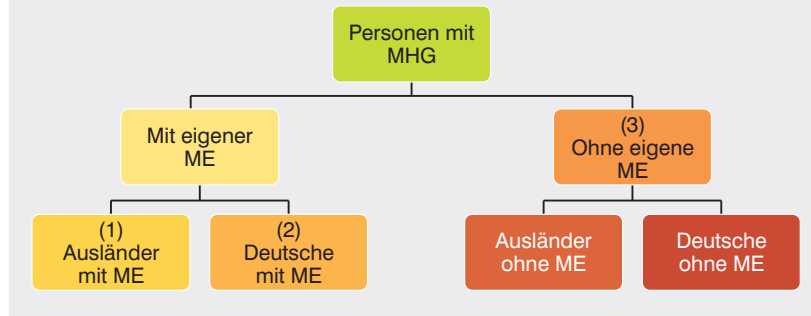 Personen mit
MHG
Mit eigener
ME
(3)
Ohne eigene
ME
(1)
Ausländer
mit ME
(2)
Deutsche
mit ME
Ausländer
ohne ME
Deutsche
ohne ME